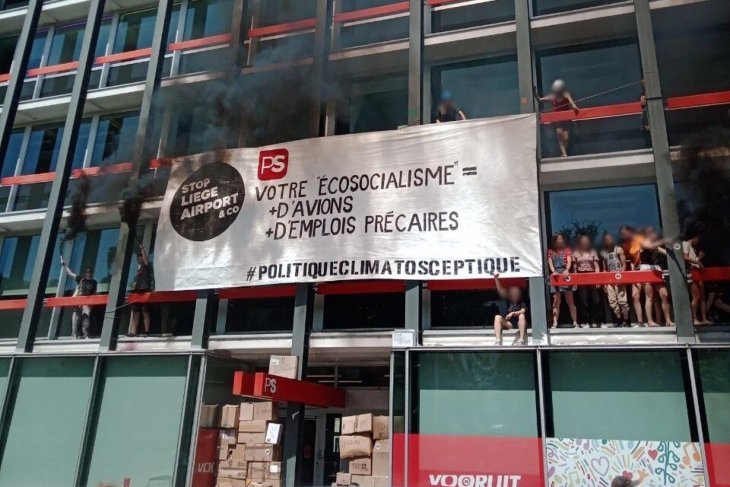 STOP
LIEGE
AIRPORT
& CO
PS
VOTRE "ÉCOSOCIALISME" =
+D'AVIONS
+D'EMPLOIS PRÉCAIRES
#POLITIQUECLIMATOSCEPTIQUE
PS
VOORUIT